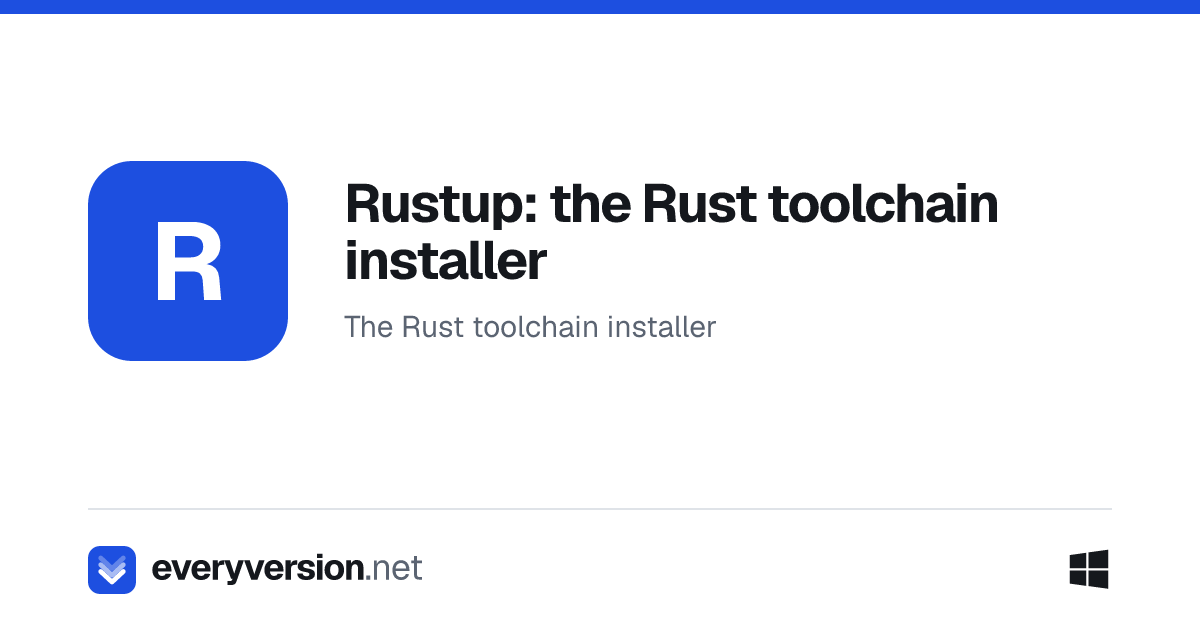 R
Rustup: the Rust toolchain
installer
The Rust toolchain installer
everyversion.net